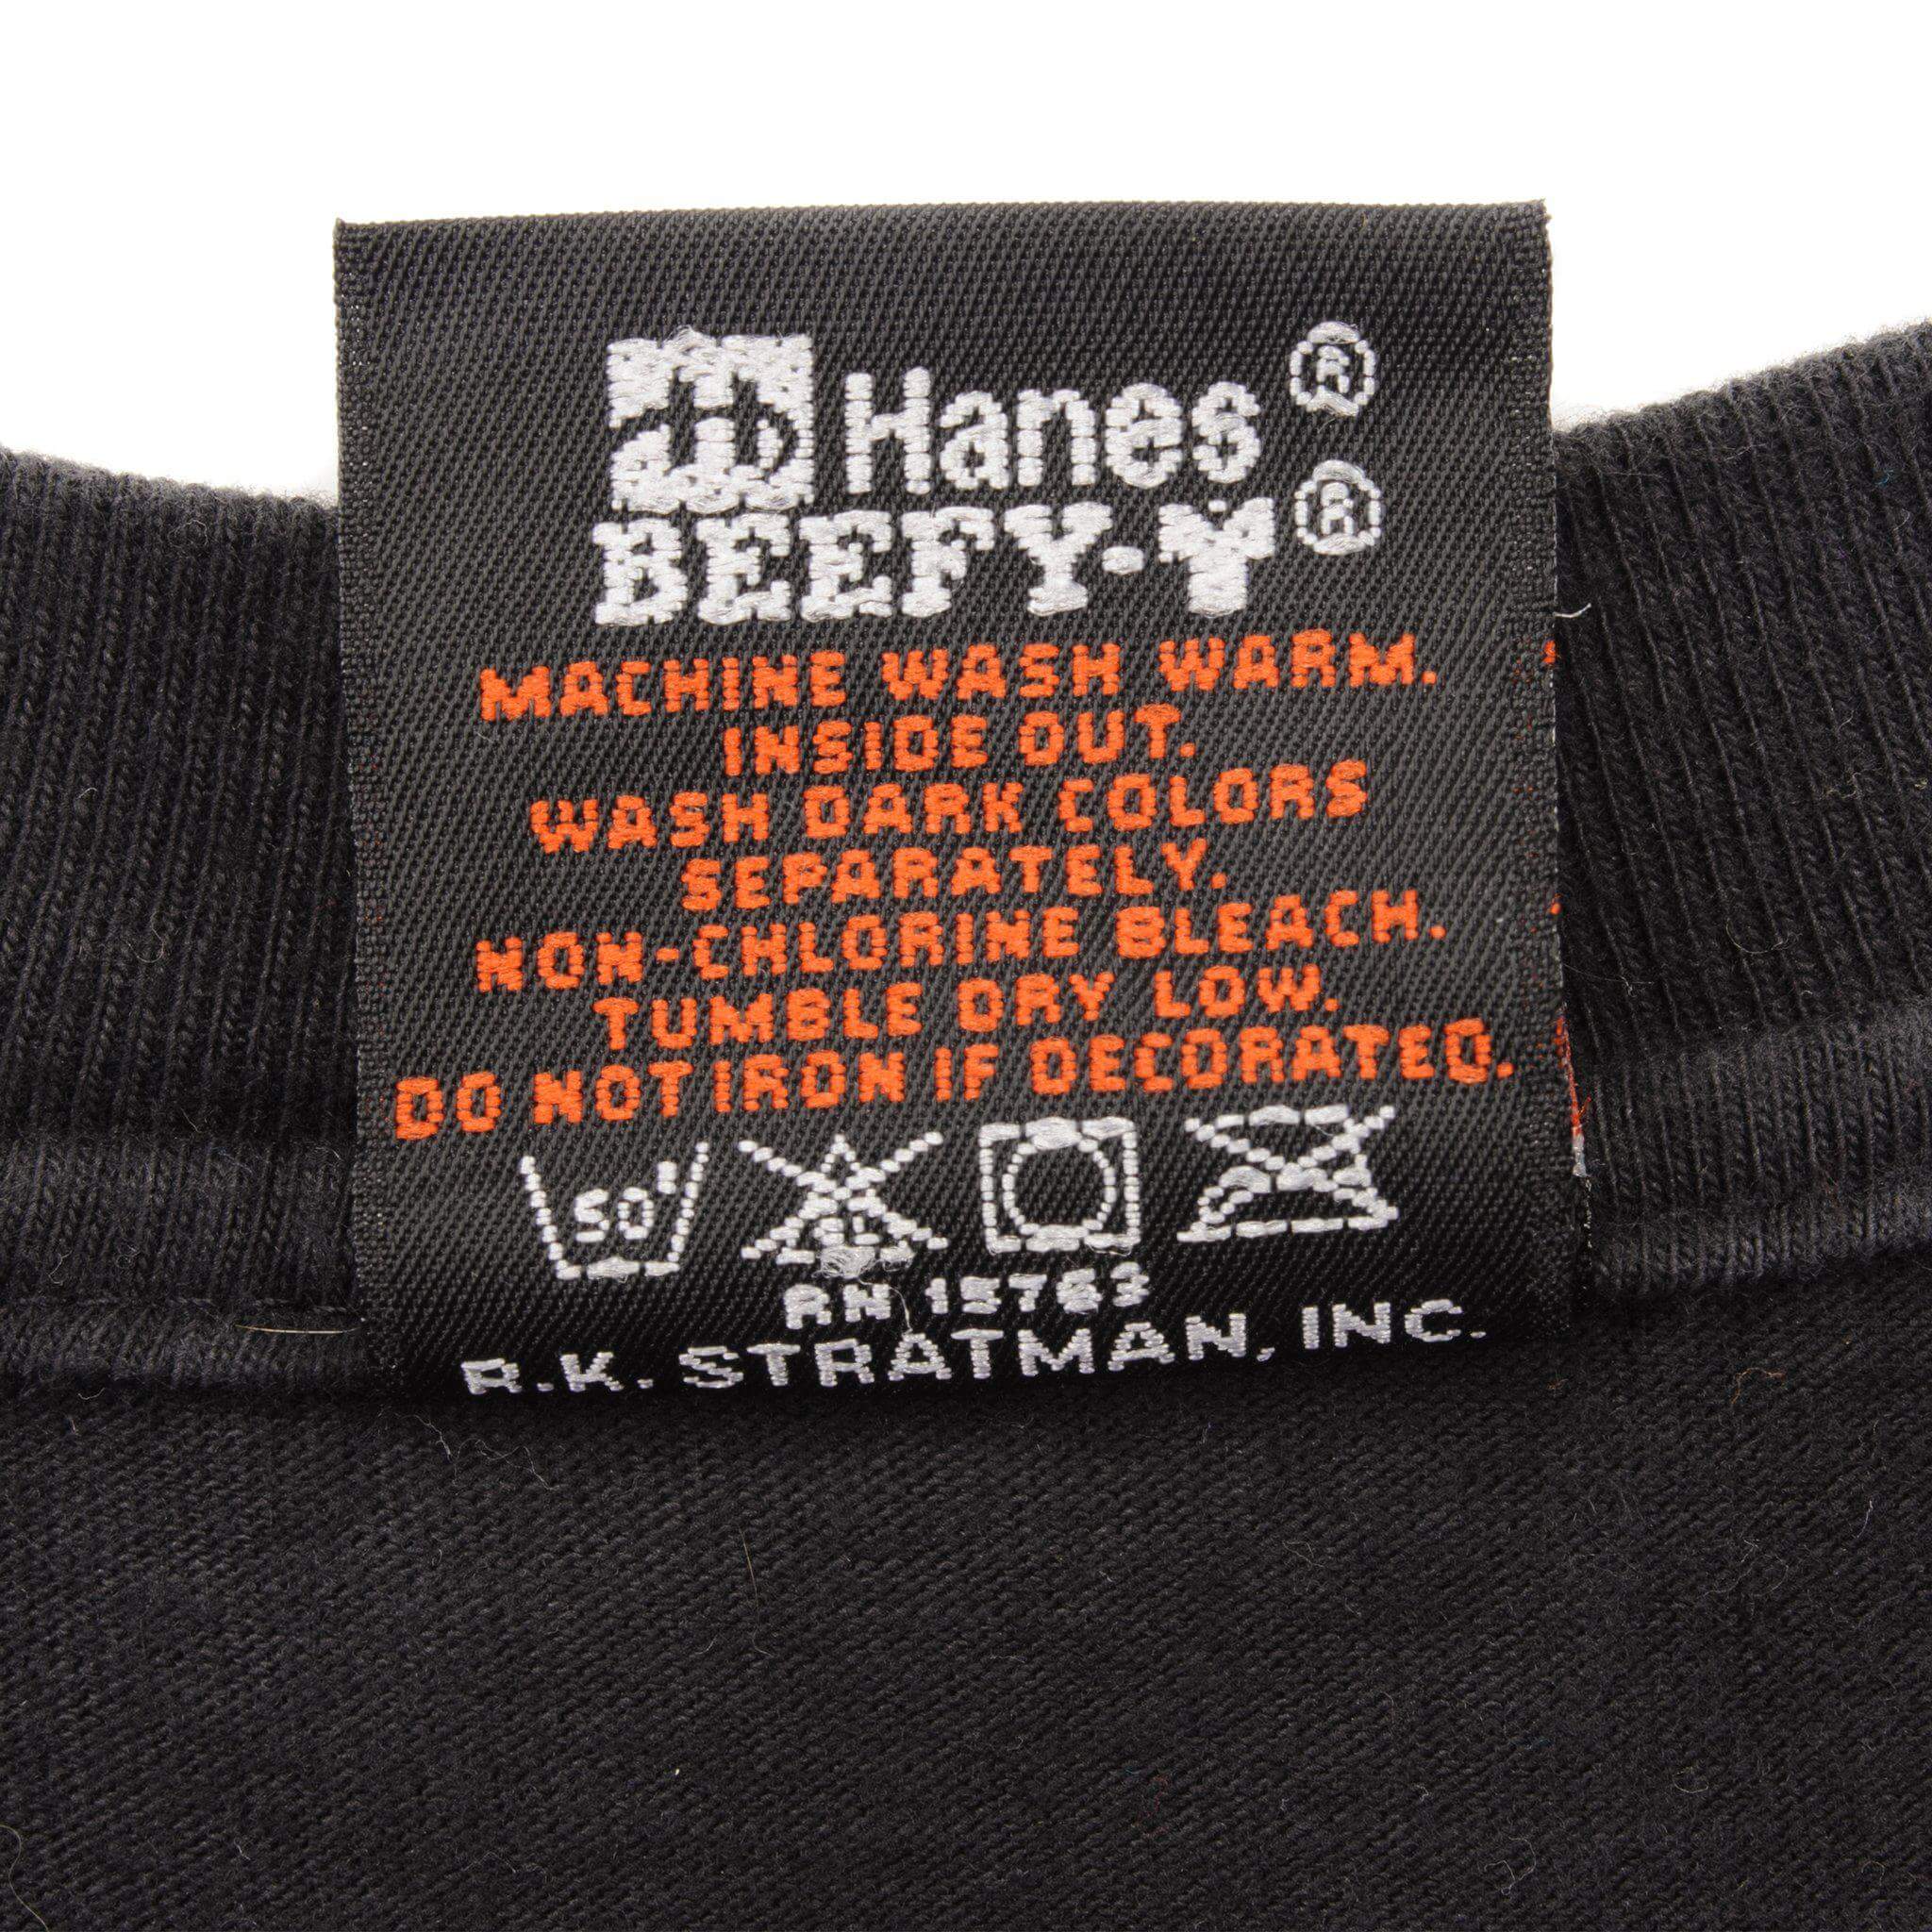 Hanes ®
BEEFY-T ®
MACHINE WASH WARM.
INSIDE OUT.
WASH DARK COLORS
SEPARATELY.
NON-CHLORINE BLEACH.
TUMBLE DRY LOW.
DO NOT IRON IF DECORATED.
50° CL
RN 15763
R.K. STRATMAN, INC.